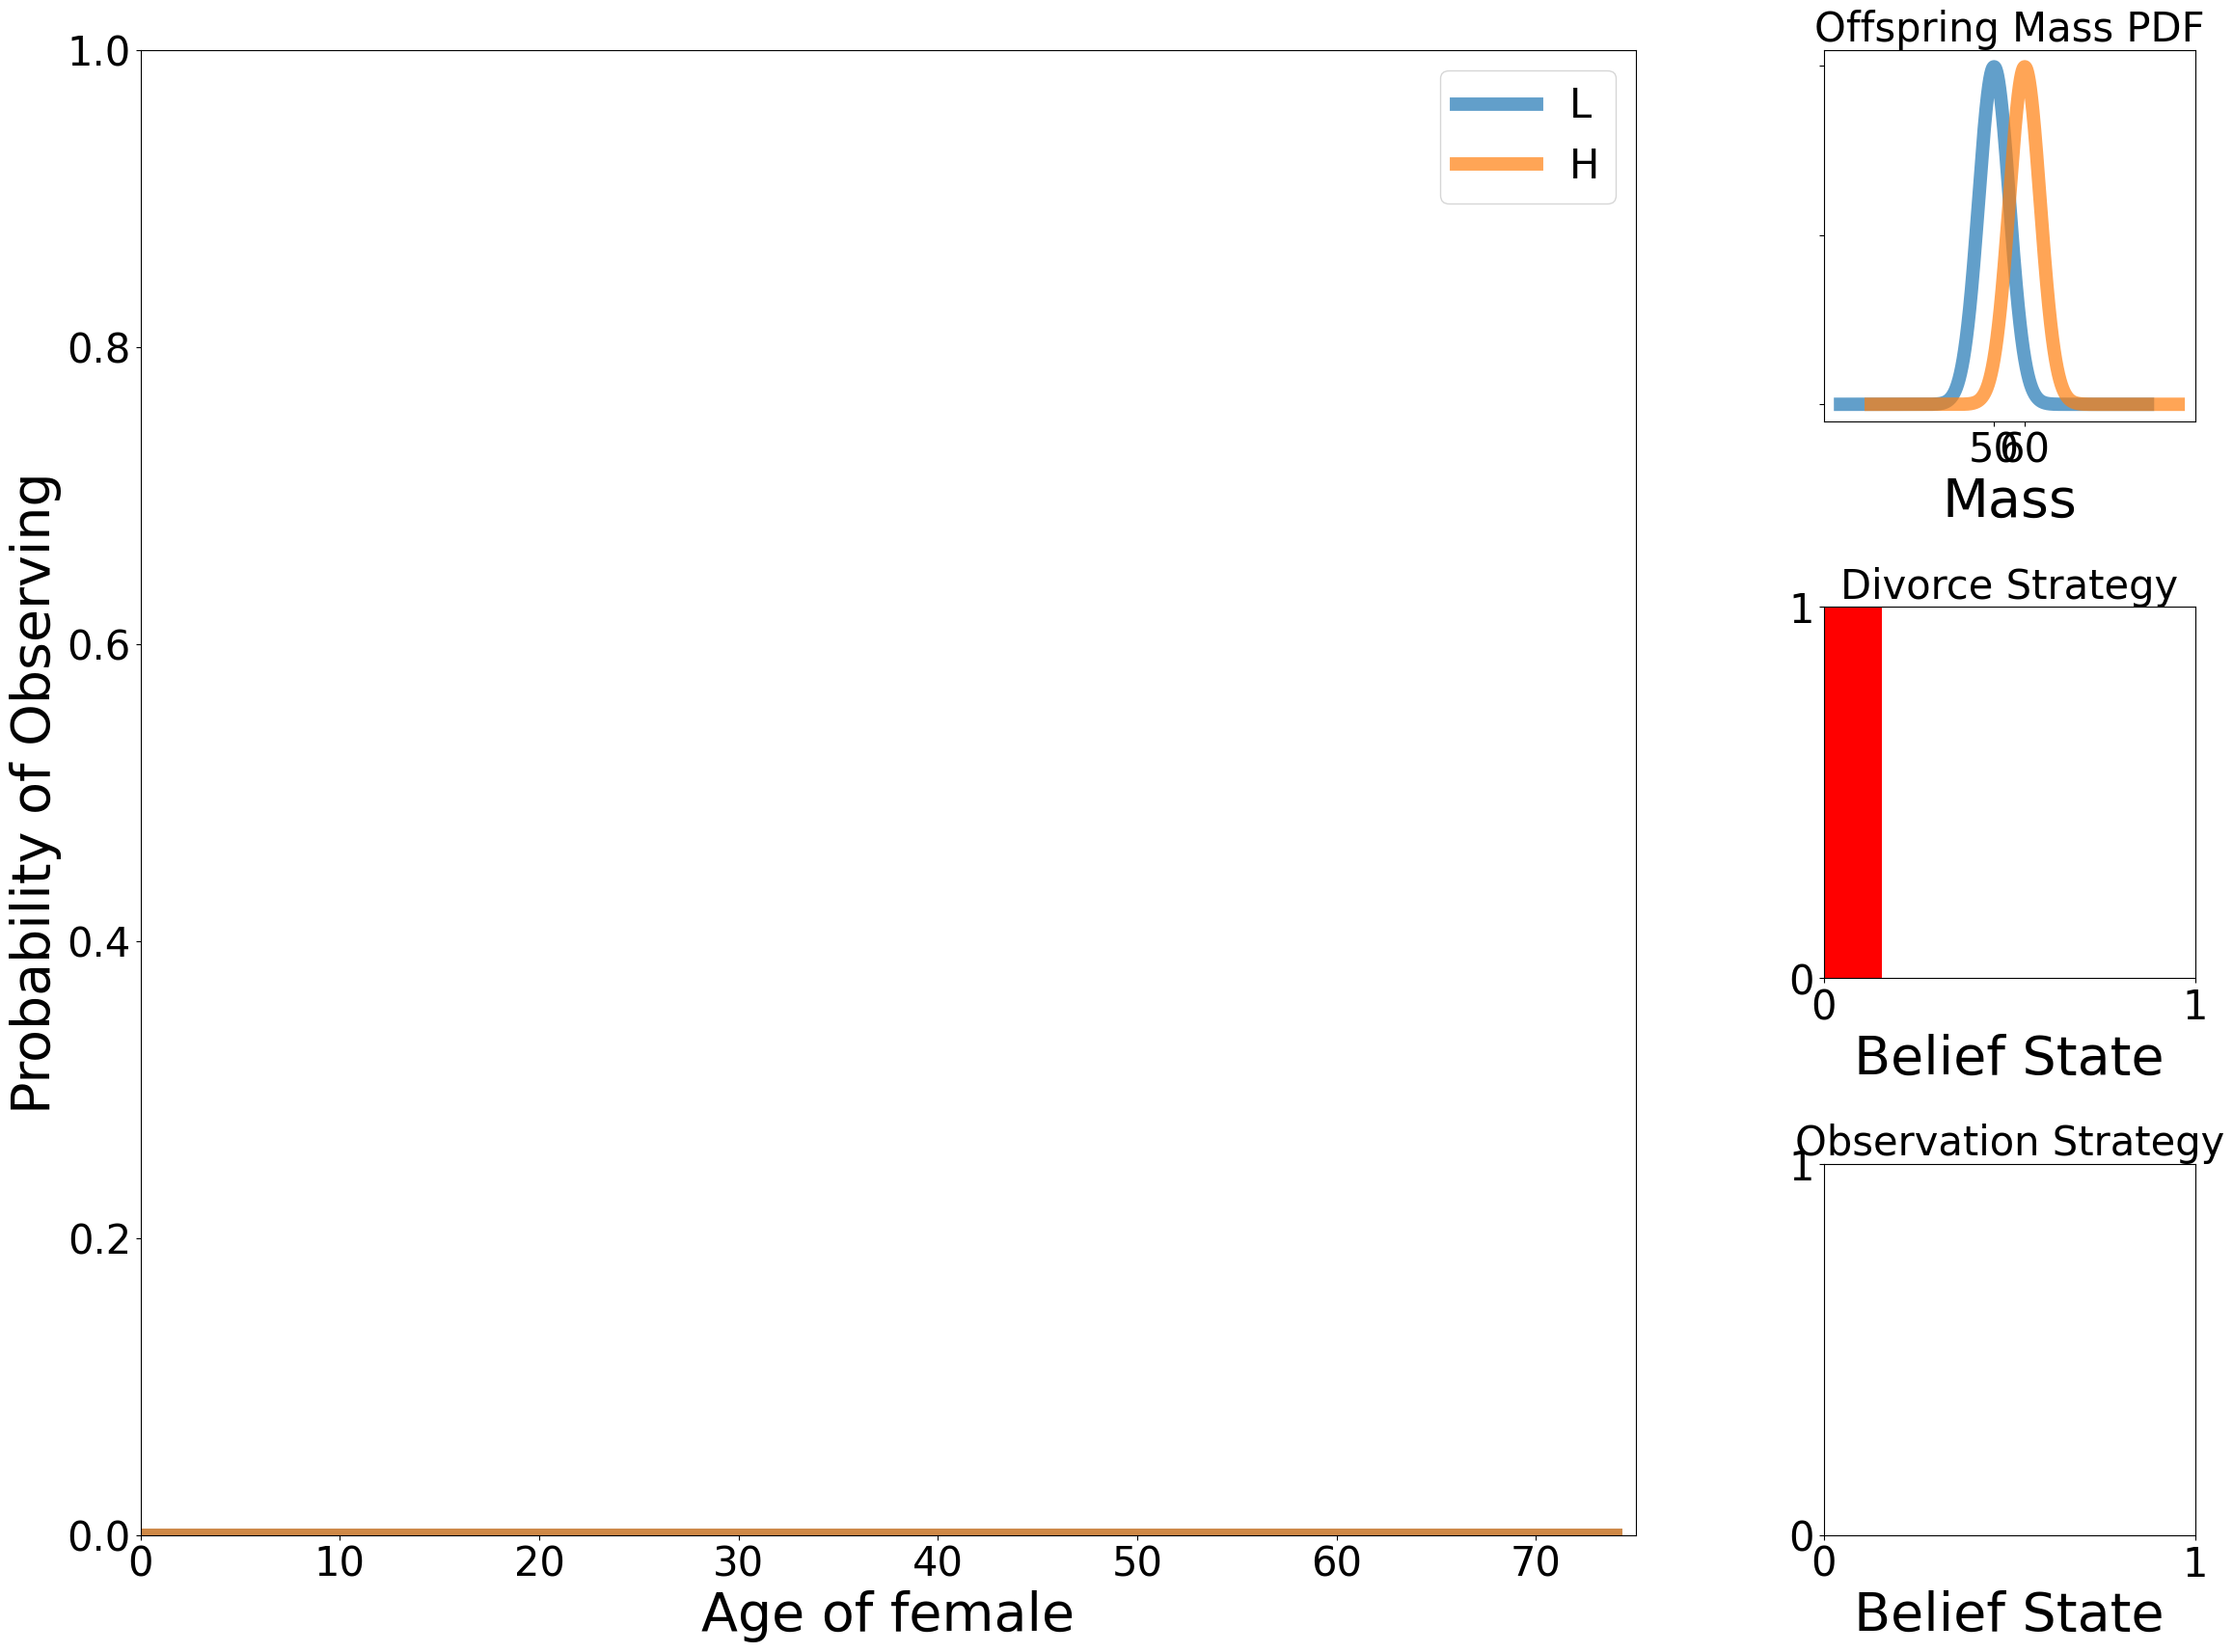 Probability of Observing
1.0
0.8
0.6
0.4
0.2
0.0
0 10 20 30 40 50 60 70
Age of female
L
H
Offspring Mass PDF
50 60
Mass
Divorce Strategy
1
0
0 1
Belief State
Observation Strategy
1
0
0 1
Belief State